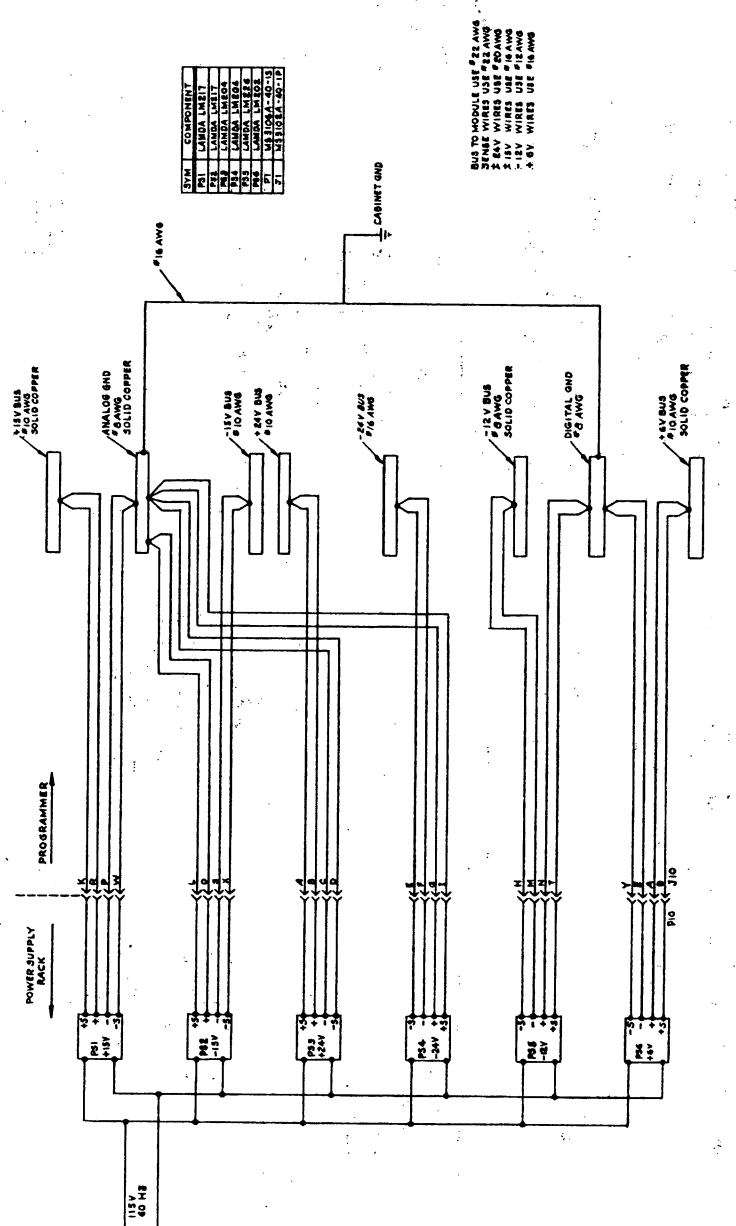 SYM COMPONENT
PS1 LAMDA LM217
PS2 LAMDA LM217
PS3 LAMDA LM204
PS4 LAMDA LM204
PS5 LAMDA LM226
PS6 LAMDA LM202
P1 MS3106A-40-1S
J1 MS3102A-40-1P
BUS TO MODULE USE #22 AWG
SENSE WIRES USE #22 AWG
± 24V WIRES USE #20 AWG
± 15V WIRES USE #16 AWG
- 12V WIRES USE #12 AWG
+ 6V WIRES USE #16 AWG
#16 AWG
CABINET GND
+15V BUS
#10 AWG
SOLID COPPER
ANALOG GND
#8 AWG
SOLID COPPER
-15V BUS
#10 AWG
+24V BUS
#10 AWG
-24V BUS
#16 AWG
-12V BUS
#8 AWG
SOLID COPPER
DIGITAL GND
#8 AWG
+6V BUS
#10 AWG
SOLID COPPER
PROGRAMMER
POWER SUPPLY
RACK
K
R
P
W
L
X
A
B
C
D
E
F
G
H
M
N
T
Y
J10
P10
+S
+
-
-S
PS1
+15V
+S
+
-
-S
PS2
-15V
+S
+
-
-S
PS3
+24V
-S
-
+
+S
PS4
-24V
-S
-
+
+S
PS5
-12V
-S
-
+
+S
PS6
+6V
115V
60 HZ